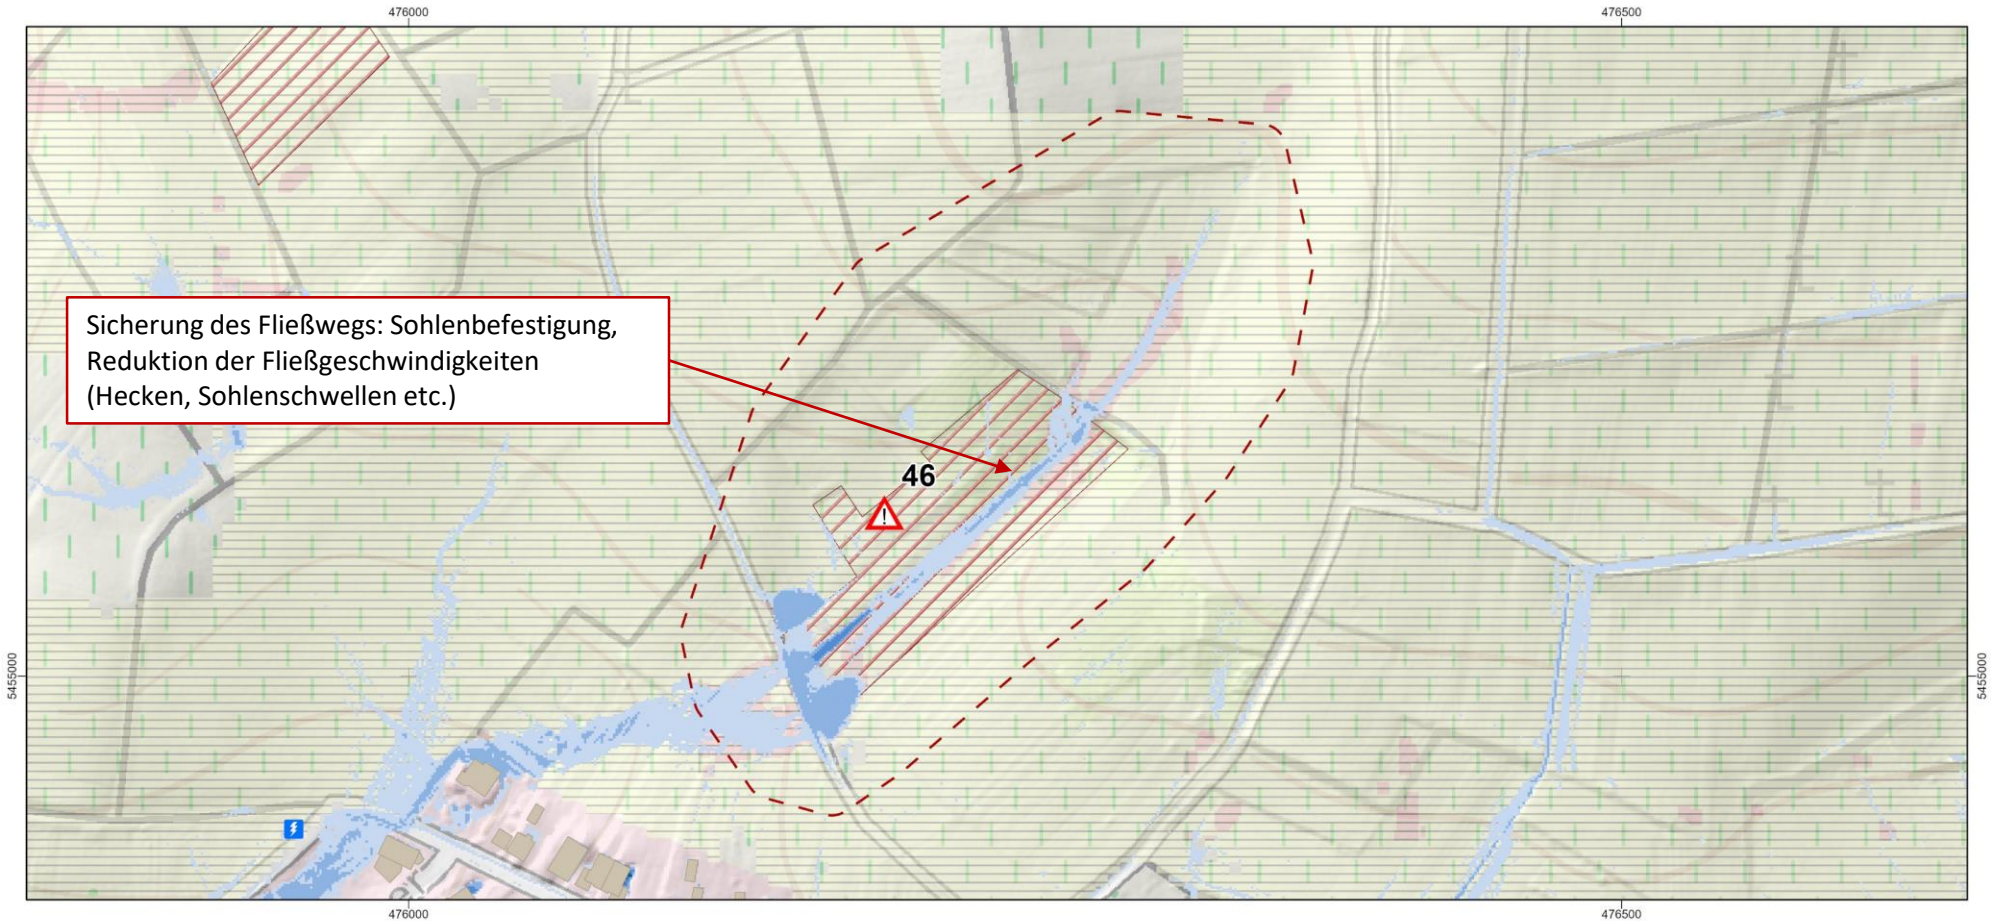 476000
476500
Sicherung des Fließwegs: Sohlenbefestigung,
Reduktion der Fließgeschwindigkeiten
(Hecken, Sohlenschwellen etc.)
46
!
5455000
5455000
476000
476500